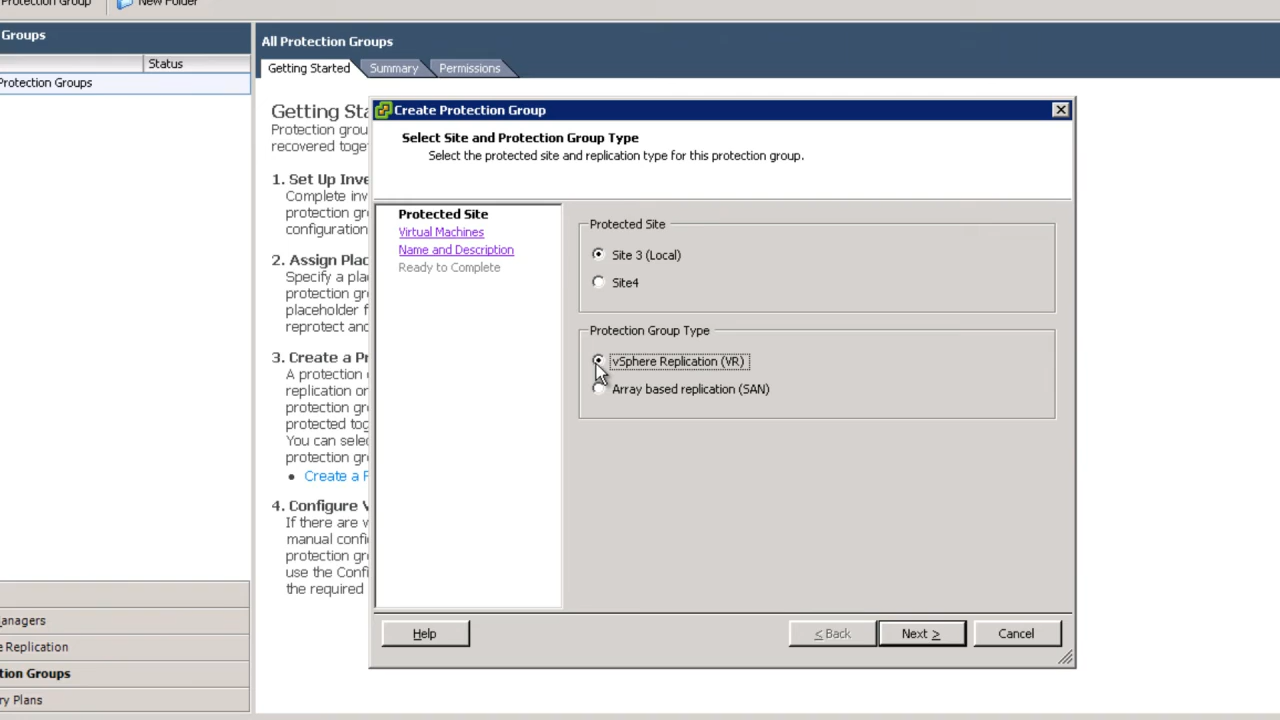 Protection Group
New Folder
Groups
All Protection Groups
Status
Getting Started
Summary
Permissions
Protection Groups
Getting Sta
Protection grou
recovered toge
1. Set Up Inve
Complete inv
protection gr
configuration
2. Assign Plac
Specify a pla
protection gr
placeholder f
reprotect and
3. Create a Pr
A protection
replication or
protection gr
protected tog
You can selec
protection gr
Create a P
4. Configure V
If there are v
manual confi
protection gr
use the Confi
the required
Create Protection Group
Select Site and Protection Group Type
Select the protected site and replication type for this protection group.
Protected Site
Virtual Machines
Name and Description
Ready to Complete
Protected Site
Site 3 (Local)
Site4
Protection Group Type
vSphere Replication (VR)
Array based replication (SAN)
Help
< Back
Next >
Cancel
anagers
e Replication
tion Groups
ry Plans